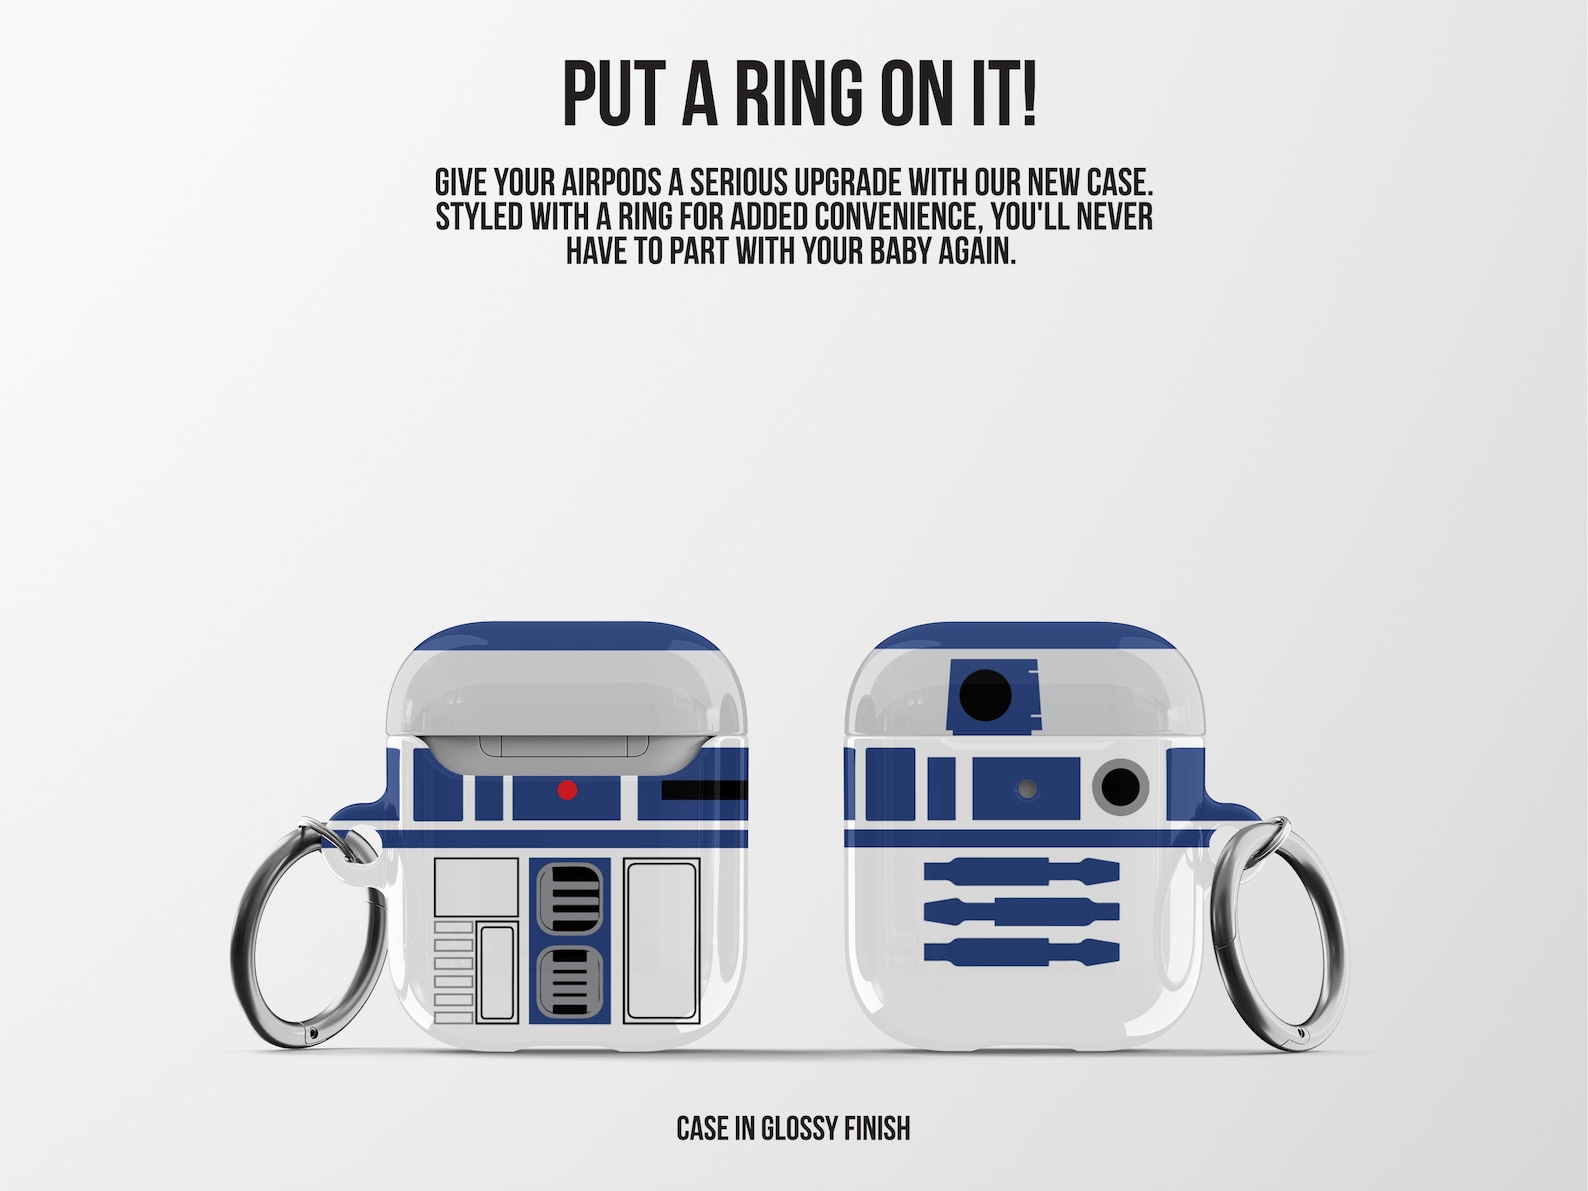 PUT A RING ON IT!
GIVE YOUR AIRPODS A SERIOUS UPGRADE WITH OUR NEW CASE.
STYLED WITH A RING FOR ADDED CONVENIENCE, YOU'LL NEVER
HAVE TO PART WITH YOUR BABY AGAIN.
CASE IN GLOSSY FINISH